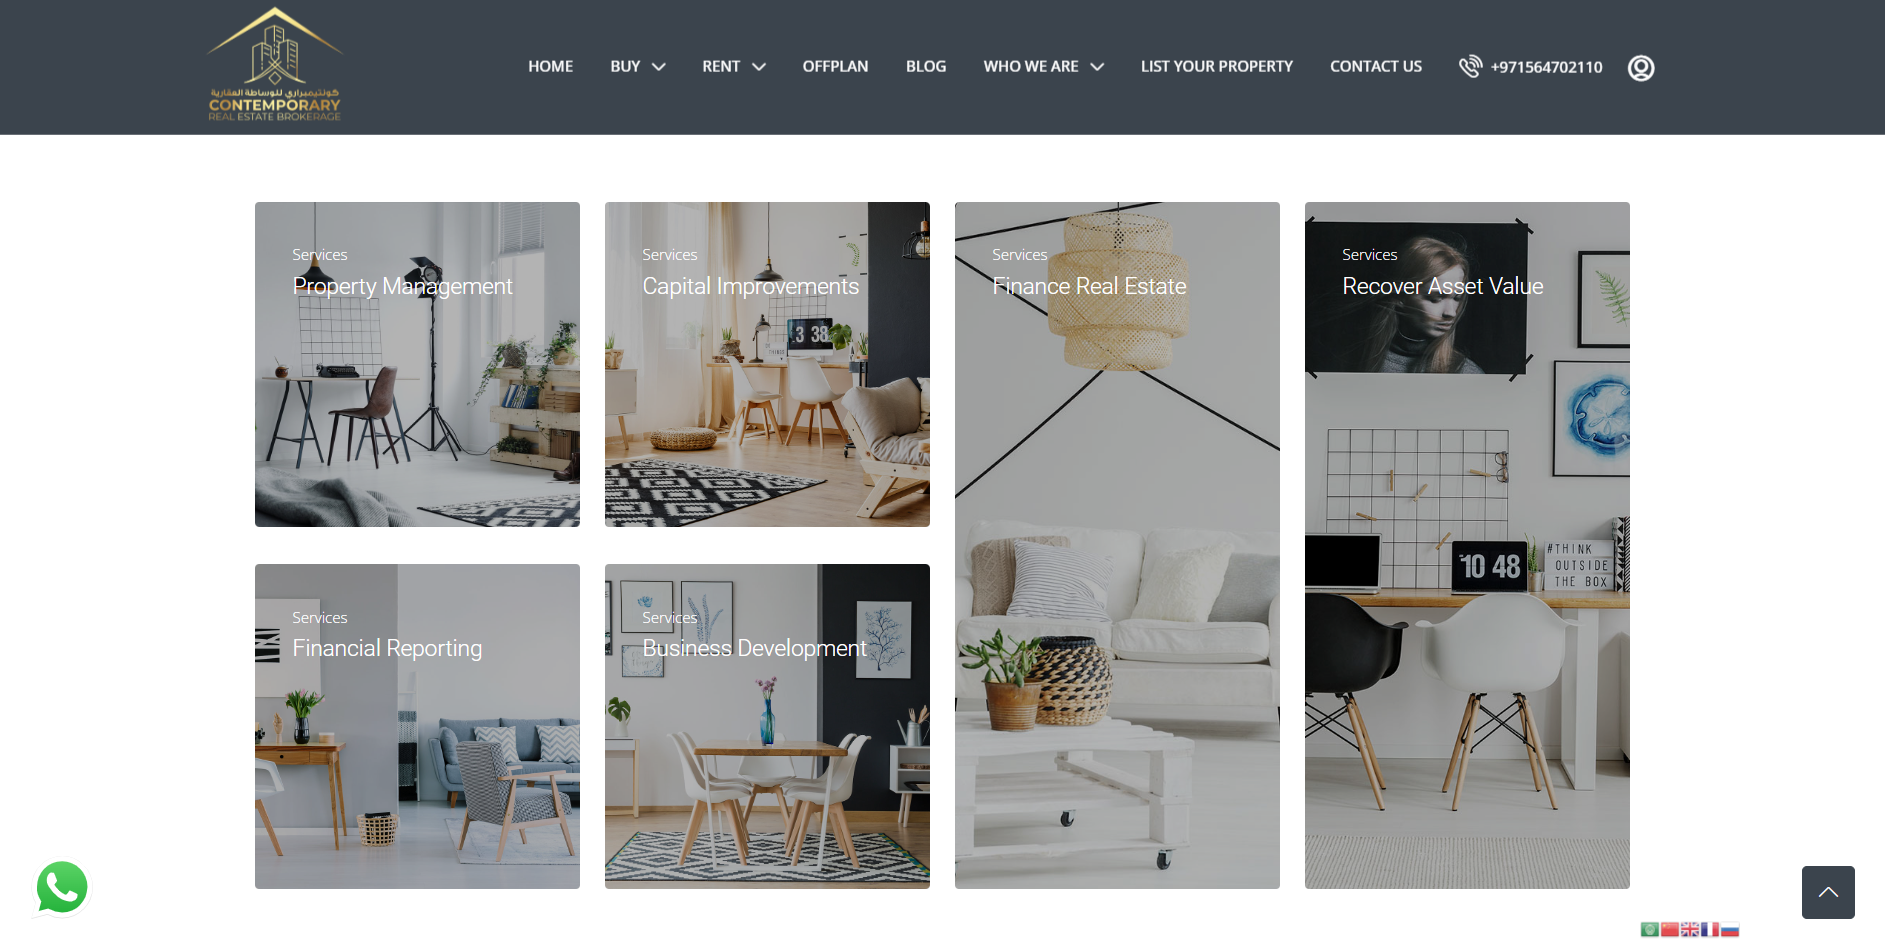 كونتيمبراري للوساطة العقارية
CONTEMPORARY
REAL ESTATE BROKERAGE
HOME
BUY
RENT
OFFPLAN
BLOG
WHO WE ARE
LIST YOUR PROPERTY
CONTACT US
+971564702110
Services
Property Management
Services
Capital Improvements
3 38
Services
Finance Real Estate
Services
Recover Asset Value
10 48
#THINK
OUTSIDE
THE BOX
Services
Financial Reporting
Services
Business Development